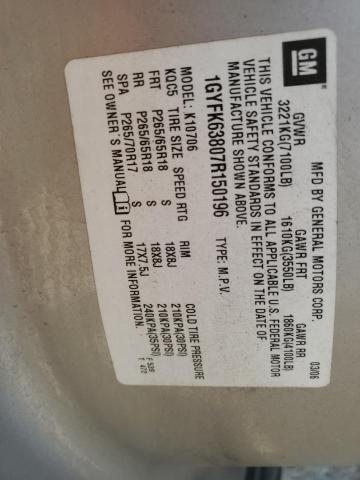 GM
MFD BY GENERAL MOTORS CORP. 03/06
GVWR GAWR FRT GAWR RR
3221KG(7100LB) 1610KG(3550LB) 1860KG(4100LB)
THIS VEHICLE CONFORMS TO ALL APPLICABLE U.S. FEDERAL MOTOR
VEHICLE SAFETY STANDARDS IN EFFECT ON THE DATE OF
MANUFACTURE SHOWN ABOVE.
1GYFK63807R150196 TYPE: M.P.V.
MODEL: K10706
KQC5 TIRE SIZE SPEED RTG RIM COLD TIRE PRESSURE
FRT P265/65R18 S 18X8J 210KPA(30PSI)
RR P265/65R18 S 18X8J 210KPA(30PSI)
SPA P265/70R17 S 17X7.5J 240KPA(35PSI)
SEE OWNER'S MANUAL FOR MORE INFORMATION.